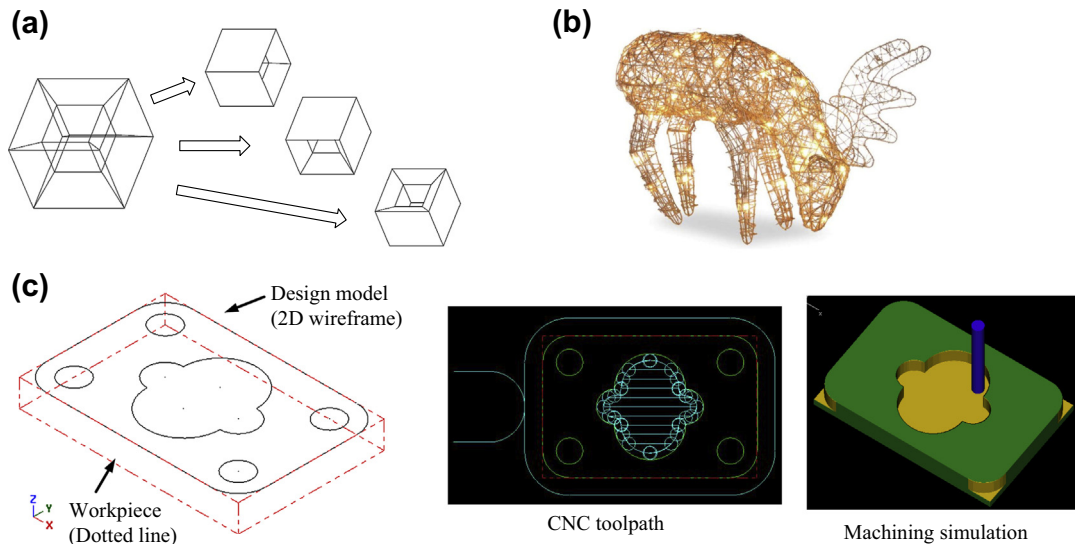 (a)
(b)
(c)
Design model
(2D wireframe)
Z
Y
X
Workpiece
(Dotted line)
CNC toolpath
x
Machining simulation